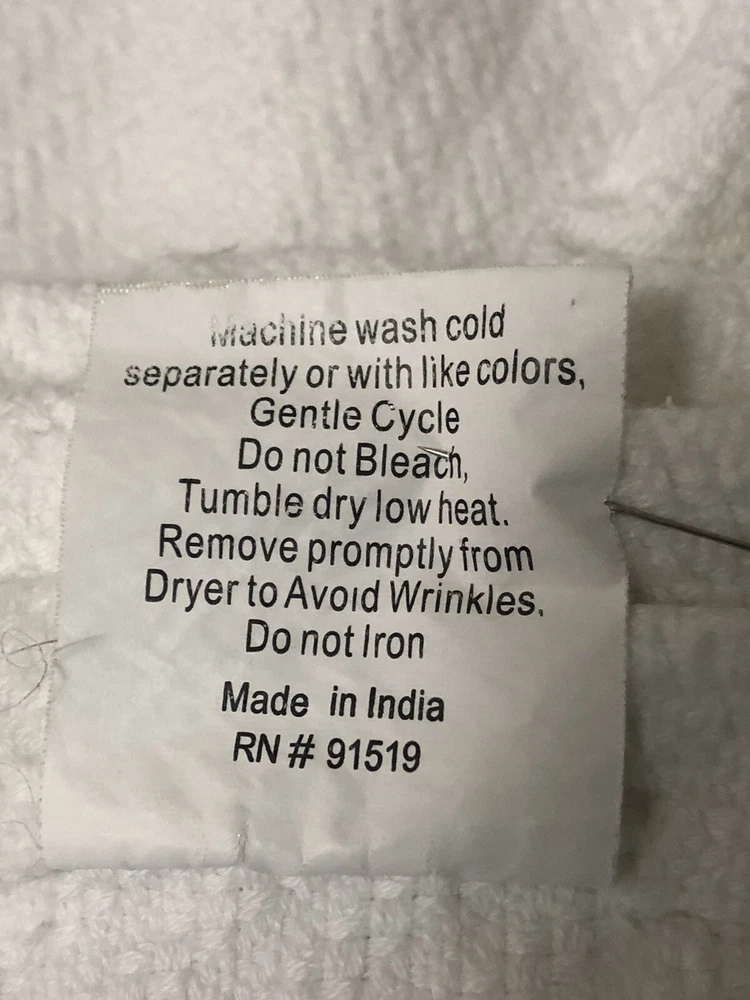 Machine wash cold
separately or with like colors,
Gentle Cycle
Do not Bleach,
Tumble dry low heat.
Remove promptly from
Dryer to Avoid Wrinkles.
Do not Iron
Made in India
RN # 91519